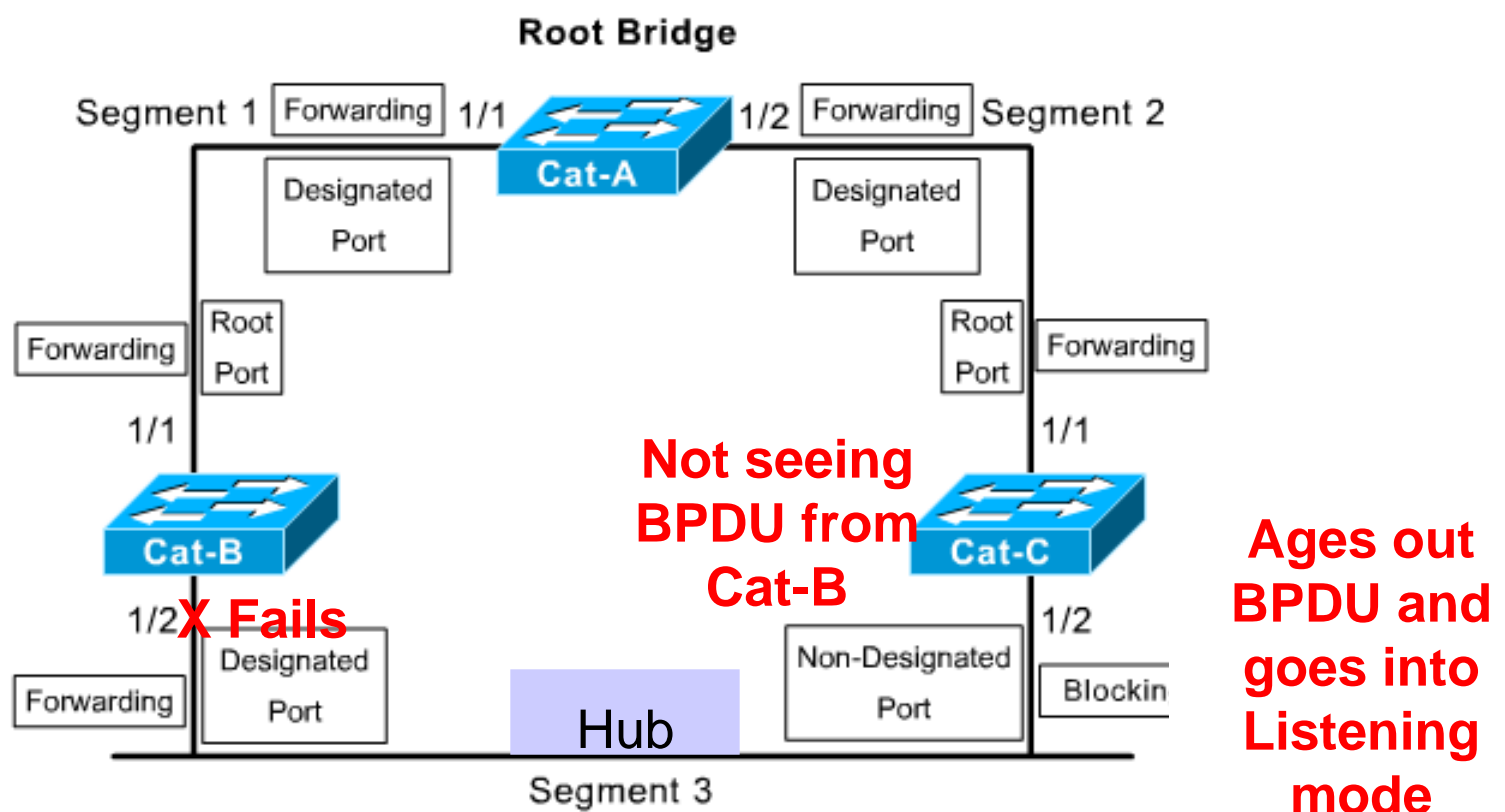 Root Bridge
Segment 1
Forwarding
1/1
Cat-A
1/2
Forwarding
Segment 2
Designated
Port
Designated
Port
Forwarding
Root
Port
Root
Port
Forwarding
1/1
1/1
Not seeing
BPDU from
Cat-B
Cat-B
Cat-C
Ages out
BPDU and
goes into
Listening
mode
1/2
X Fails
1/2
Forwarding
Designated
Port
Hub
Non-Designated
Port
Blockin
Segment 3